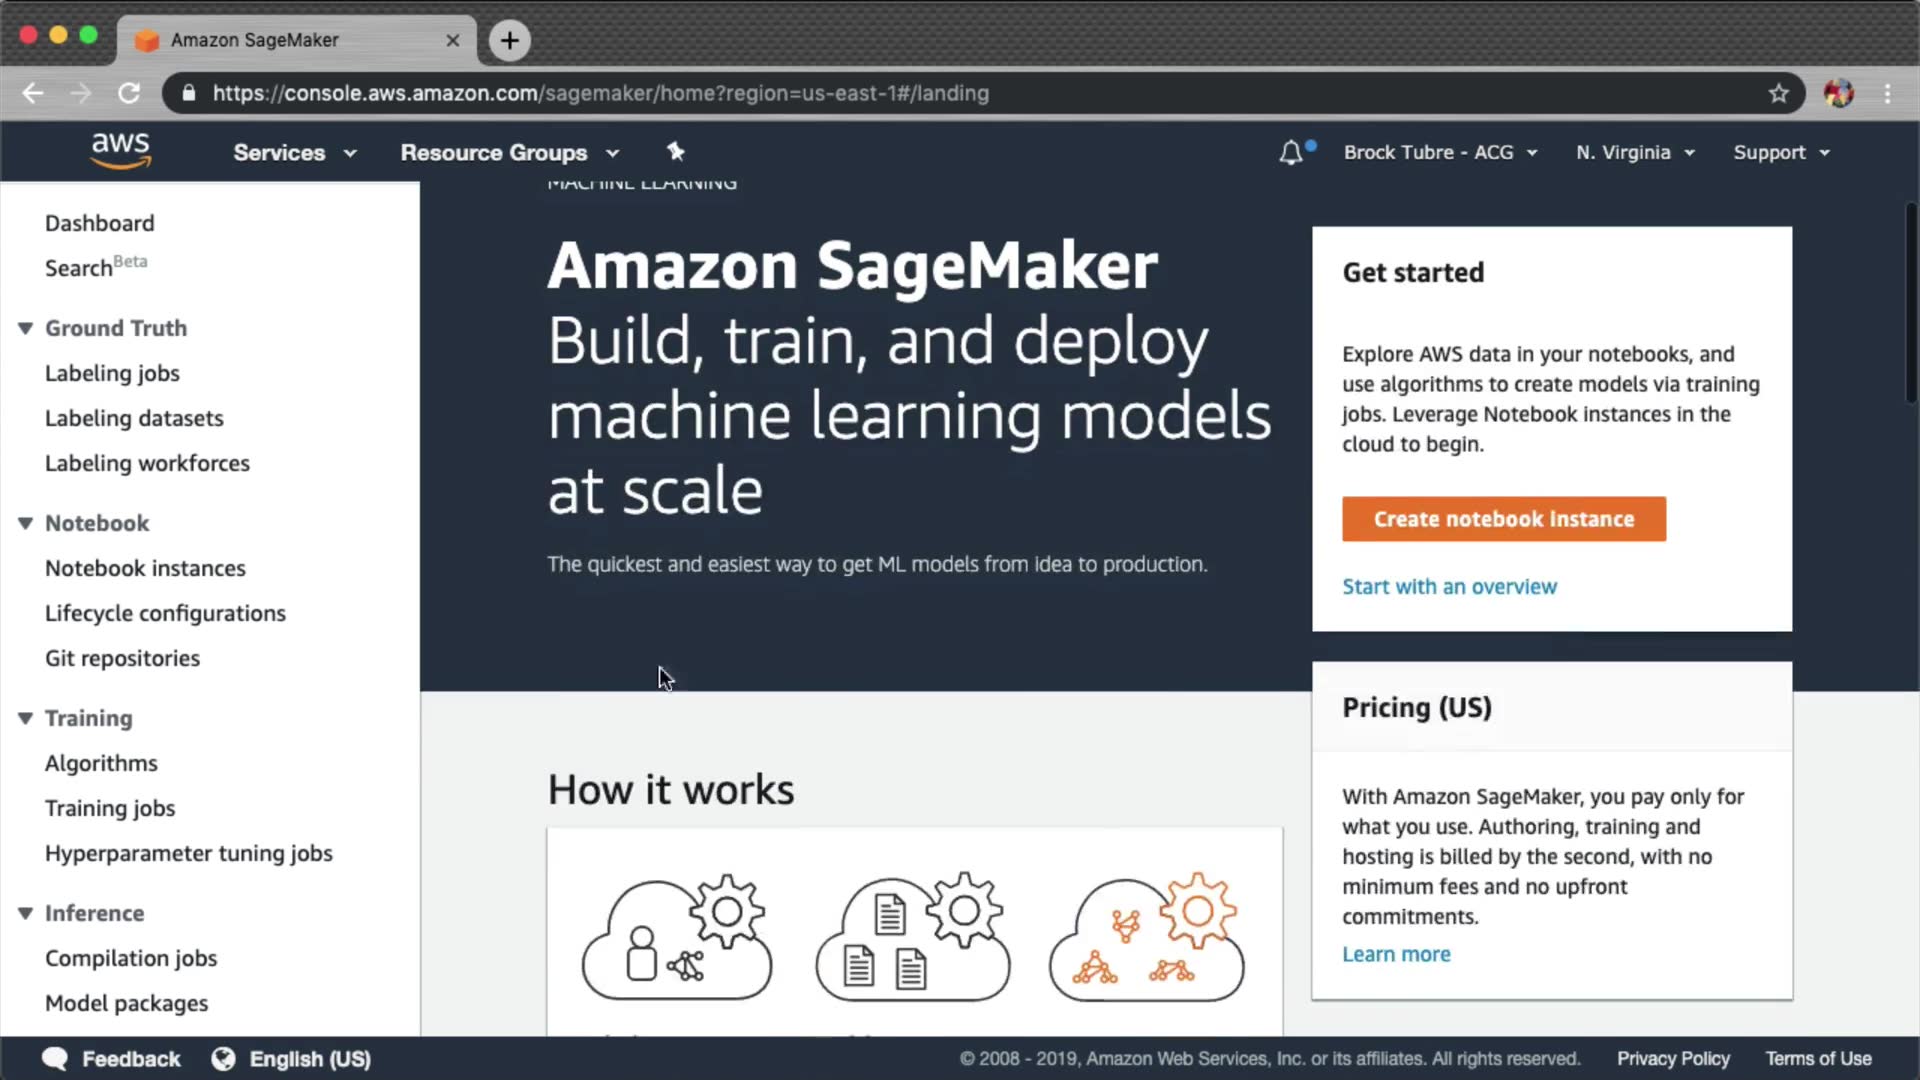 Amazon SageMaker
https://console.aws.amazon.com/sagemaker/home?region=us-east-1#/landing
aws
Services
Resource Groups
Brock Tubre - ACG
N. Virginia
Support
Dashboard
Search Beta
Ground Truth
Labeling jobs
Labeling datasets
Labeling workforces
Notebook
Notebook instances
Lifecycle configurations
Git repositories
Training
Algorithms
Training jobs
Hyperparameter tuning jobs
Inference
Compilation jobs
Model packages
MACHINE LEARNING
Amazon SageMaker
Build, train, and deploy
machine learning models
at scale
The quickest and easiest way to get ML models from idea to production.
How it works
Get started
Explore AWS data in your notebooks, and
use algorithms to create models via training
jobs. Leverage Notebook instances in the
cloud to begin.
Create notebook instance
Start with an overview
Pricing (US)
With Amazon SageMaker, you pay only for
what you use. Authoring, training and
hosting is billed by the second, with no
minimum fees and no upfront
commitments.
Learn more
Feedback
English (US)
© 2008 - 2019, Amazon Web Services, Inc. or its affiliates. All rights reserved.
Privacy Policy
Terms of Use